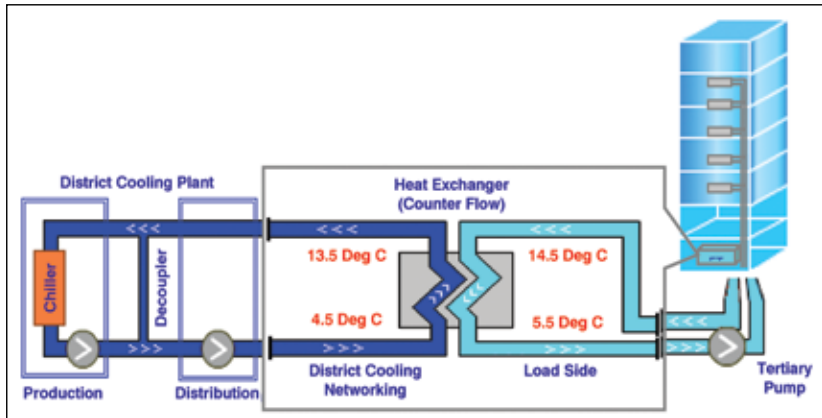 District Cooling Plant
Heat Exchanger
(Counter Flow)
13.5 Deg C
14.5 Deg C
Chiller
Decoupler
4.5 Deg C
5.5 Deg C
Production
Distribution
District Cooling
Networking
Load Side
Tertiary
Pump